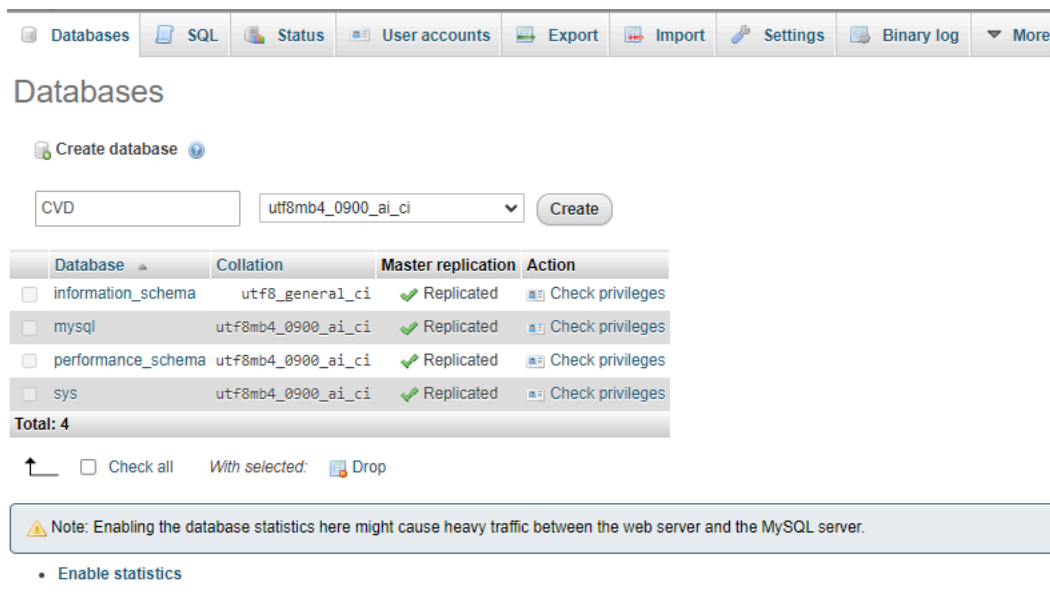 Databases SQL Status User accounts Export Import Settings Binary log More
Databases
Create database
CVD utf8mb4_0900_ai_ci Create
Database Collation Master replication Action
information_schema utf8_general_ci Replicated Check privileges
mysql utf8mb4_0900_ai_ci Replicated Check privileges
performance_schema utf8mb4_0900_ai_ci Replicated Check privileges
sys utf8mb4_0900_ai_ci Replicated Check privileges
Total: 4
Check all With selected: Drop
Note: Enabling the database statistics here might cause heavy traffic between the web server and the MySQL server.
Enable statistics